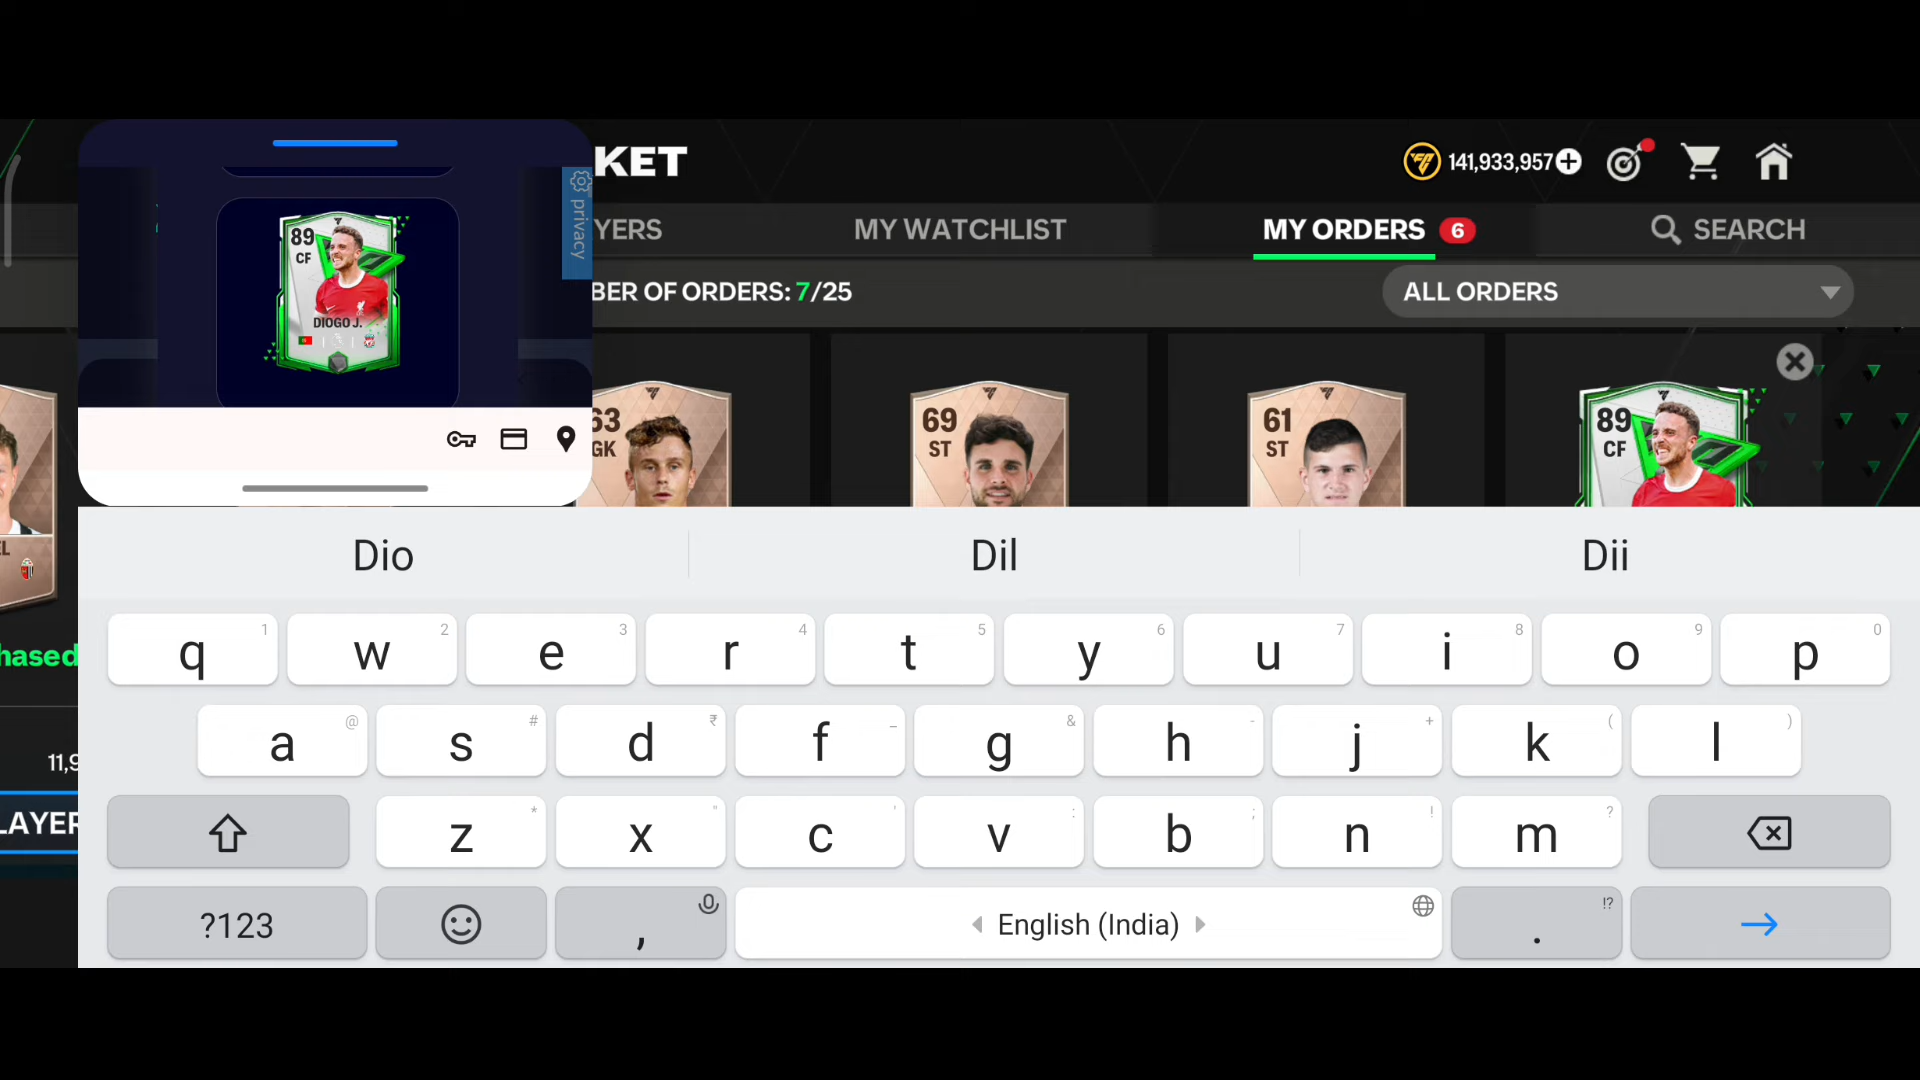 KET
141,933,957
YERS
MY WATCHLIST
MY ORDERS 6
SEARCH
BER OF ORDERS: 7/25
ALL ORDERS
privacy
89
CF
DIOGO J.
63
GK
69
ST
61
ST
89
CF
EL
hased
11,9
LAYER
Dio Dil Dii
q 1 w 2 e 3 r 4 t 5 y 6 u 7 i 8 o 9 p 0
a @ s # d ₹ f _ g & h - j + k ( l )
z * x " c ' v : b ; n ! m ?
?123 , English (India) . !?